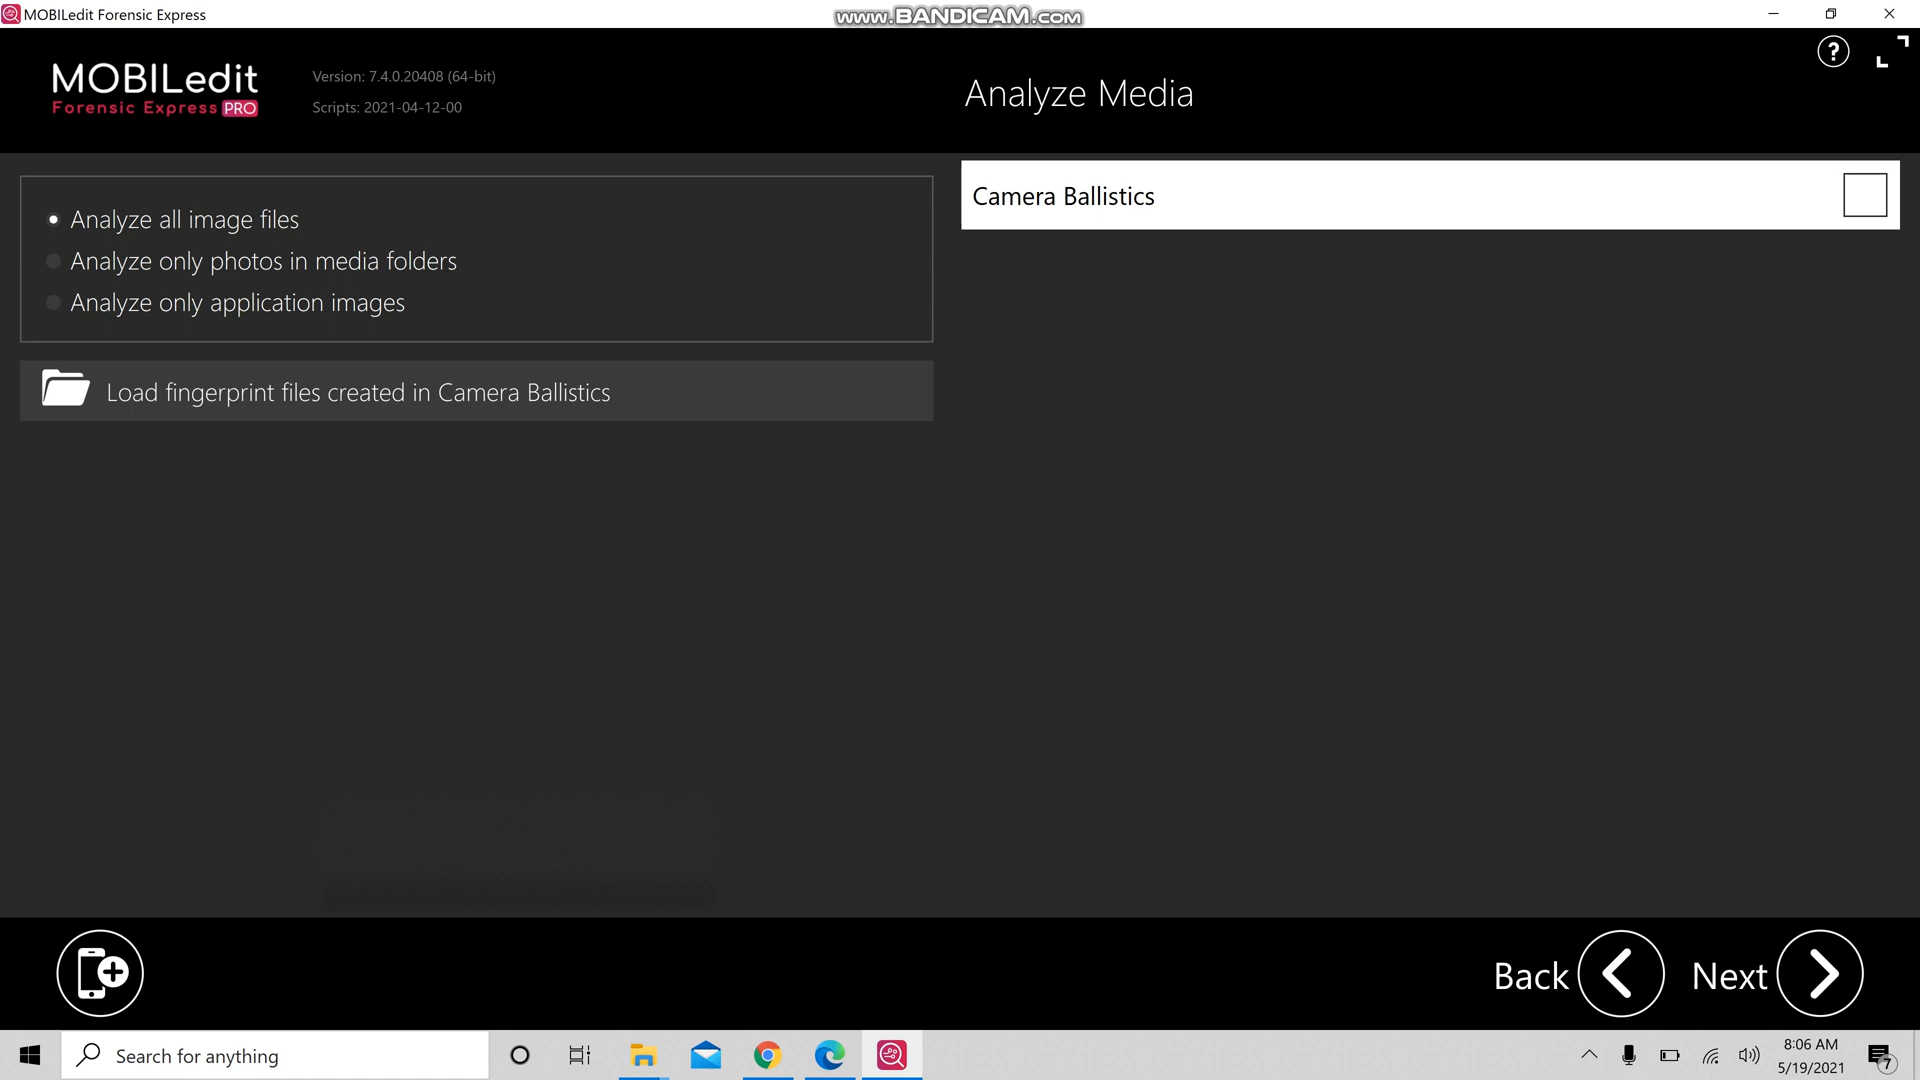 MOBILedit Forensic Express
www.BANDICAM.com
MOBILedit
Forensic Express PRO
Version: 7.4.0.20408 (64-bit)
Scripts: 2021-04-12-00
Analyze Media
?
Analyze all image files
Analyze only photos in media folders
Analyze only application images
Load fingerprint files created in Camera Ballistics
Camera Ballistics
Back
Next
Search for anything
8:06 AM
5/19/2021
7